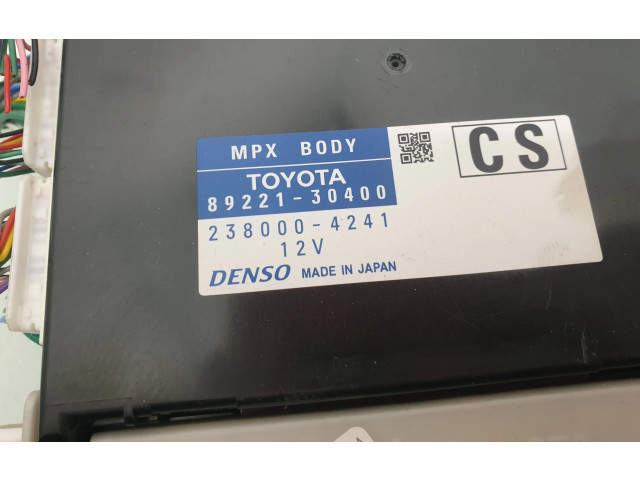 MPX BODY
TOYOTA
89221-30400
238000-4241
12V
DENSO MADE IN JAPAN
CS